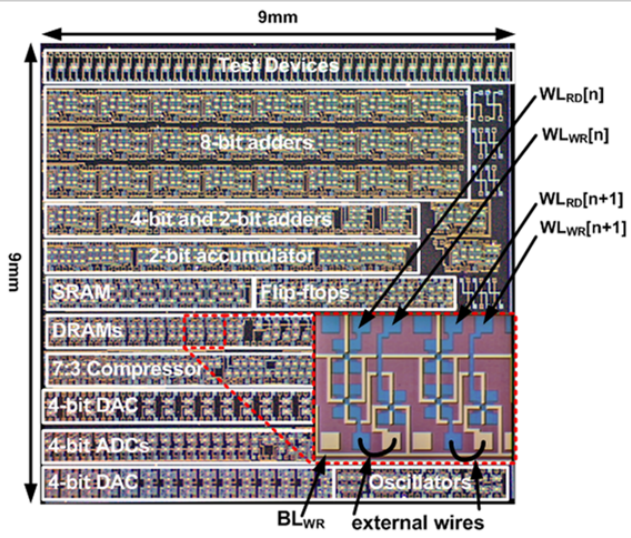 9mm
9mm
Test Devices
8-bit adders
4-bit and 2-bit adders
2-bit accumulator
SRAM
Flip-flops
DRAMs
7:3 Compressor
4-bit DAC
4-bit ADCs
4-bit DAC
Oscillators
WLRD[n]
WLWR[n]
WLRD[n+1]
WLWR[n+1]
BLWR
external wires